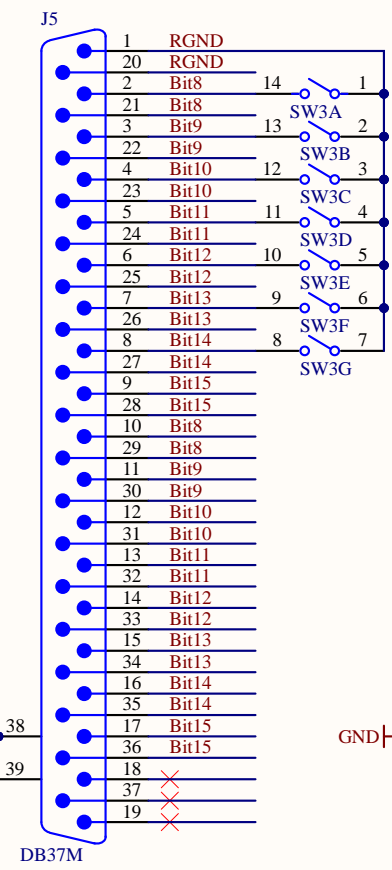 J5
1 RGND
20 RGND
2 Bit8 14 1
SW3A
21 Bit8
3 Bit9 13 2
SW3B
22 Bit9
4 Bit10 12 3
SW3C
23 Bit10
5 Bit11 11 4
SW3D
24 Bit11
6 Bit12 10 5
SW3E
25 Bit12
7 Bit13 9 6
SW3F
26 Bit13
8 Bit14 8 7
SW3G
27 Bit14
9 Bit15
28 Bit15
10 Bit8
29 Bit8
11 Bit9
30 Bit9
12 Bit10
31 Bit10
13 Bit11
32 Bit11
14 Bit12
33 Bit12
15 Bit13
34 Bit13
16 Bit14
35 Bit14
38 17 Bit15 GND
36 Bit15
39 18
37
19
DB37M